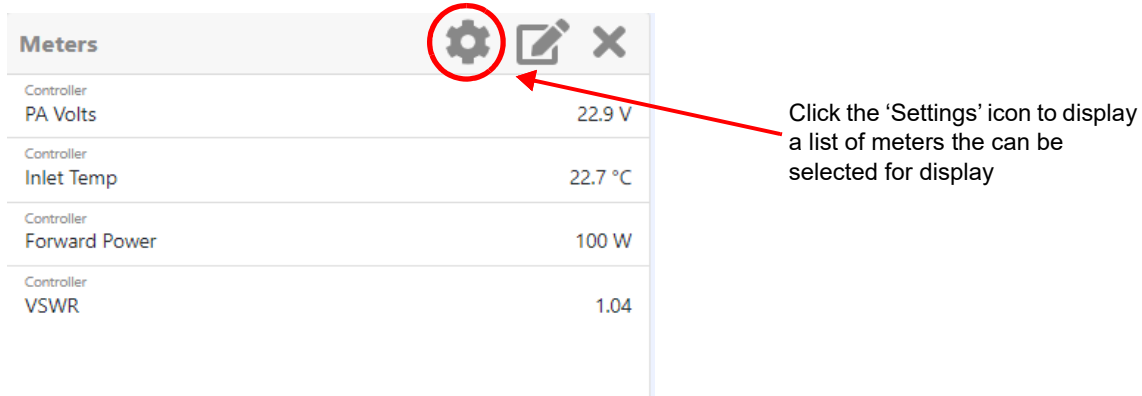 Meters
Controller
PA Volts 22.9 V
Controller
Inlet Temp 22.7 °C
Controller
Forward Power 100 W
Controller
VSWR 1.04
Click the ‘Settings’ icon to display
a list of meters the can be
selected for display